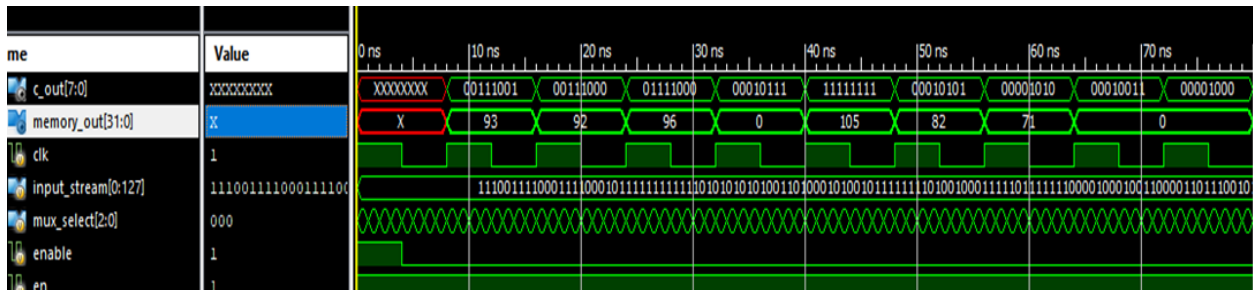 me Value 0 ns 10 ns 20 ns 30 ns 40 ns 50 ns 60 ns 70 ns
c_out[7:0] XXXXXXXX XXXXXXXX 00111001 00111000 01111000 00010111 11111111 00010101 00001010 00010011 00001000
memory_out[31:0] X X 93 92 96 0 105 82 71 0
clk 1
input_stream[0:127]
mux_select[2:0] 000
enable 1
en 1